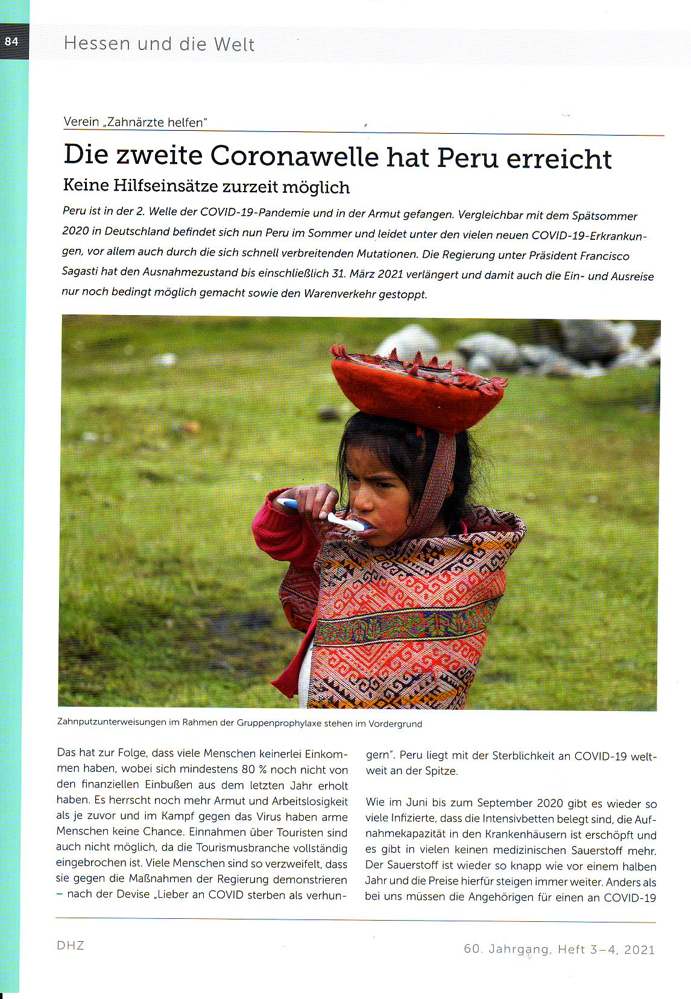 84
Hessen und die Welt
Verein „Zahnärzte helfen“
Die zweite Coronawelle hat Peru erreicht
Keine Hilfseinsätze zurzeit möglich
Peru ist in der 2. Welle der COVID-19-Pandemie und in der Armut gefangen. Vergleichbar mit dem Spätsommer
2020 in Deutschland befindet sich nun Peru im Sommer und leidet unter den vielen neuen COVID-19-Erkrankun-
gen, vor allem auch durch die sich schnell verbreitenden Mutationen. Die Regierung unter Präsident Francisco
Sagasti hat den Ausnahmezustand bis einschließlich 31. März 2021 verlängert und damit auch die Ein- und Ausreise
nur noch bedingt möglich gemacht sowie den Warenverkehr gestoppt.
Zahnputzunterweisungen im Rahmen der Gruppenprophylaxe stehen im Vordergrund
Das hat zur Folge, dass viele Menschen keinerlei Einkom-
men haben, wobei sich mindestens 80 % noch nicht von
den finanziellen Einbußen aus dem letzten Jahr erholt
haben. Es herrscht noch mehr Armut und Arbeitslosigkeit
als je zuvor und im Kampf gegen das Virus haben arme
Menschen keine Chance. Einnahmen über Touristen sind
auch nicht möglich, da die Tourismusbranche vollständig
eingebrochen ist. Viele Menschen sind so verzweifelt, dass
sie gegen die Maßnahmen der Regierung demonstrieren
– nach der Devise „Lieber an COVID sterben als verhun-
gern“. Peru liegt mit der Sterblichkeit an COVID-19 welt-
weit an der Spitze.
Wie im Juni bis zum September 2020 gibt es wieder so
viele Infizierte, dass die Intensivbetten belegt sind, die Auf-
nahmekapazität in den Krankenhäusern ist erschöpft und
es gibt in vielen keinen medizinischen Sauerstoff mehr.
Der Sauerstoff ist wieder so knapp wie vor einem halben
Jahr und die Preise hierfür steigen immer weiter. Anders als
bei uns müssen die Angehörigen für einen an COVID-19
DHZ
60. Jahrgang, Heft 3–4, 2021